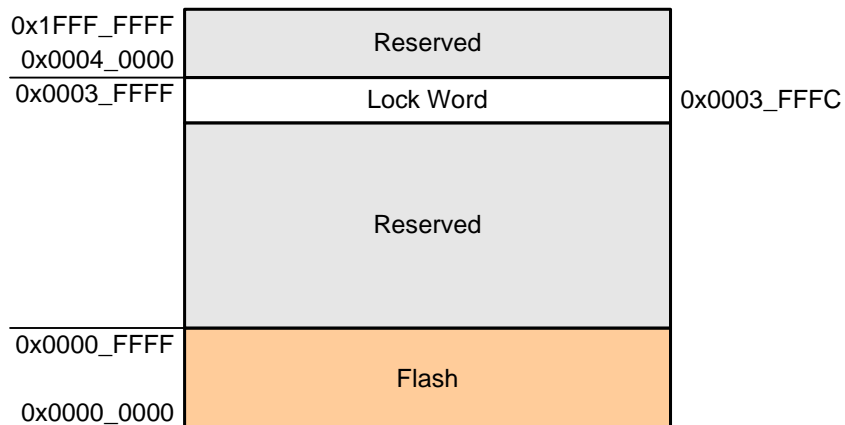 0x1FFF_FFFF
Reserved
0x0004_0000
0x0003_FFFF
Lock Word
0x0003_FFFC
Reserved
0x0000_FFFF
Flash
0x0000_0000